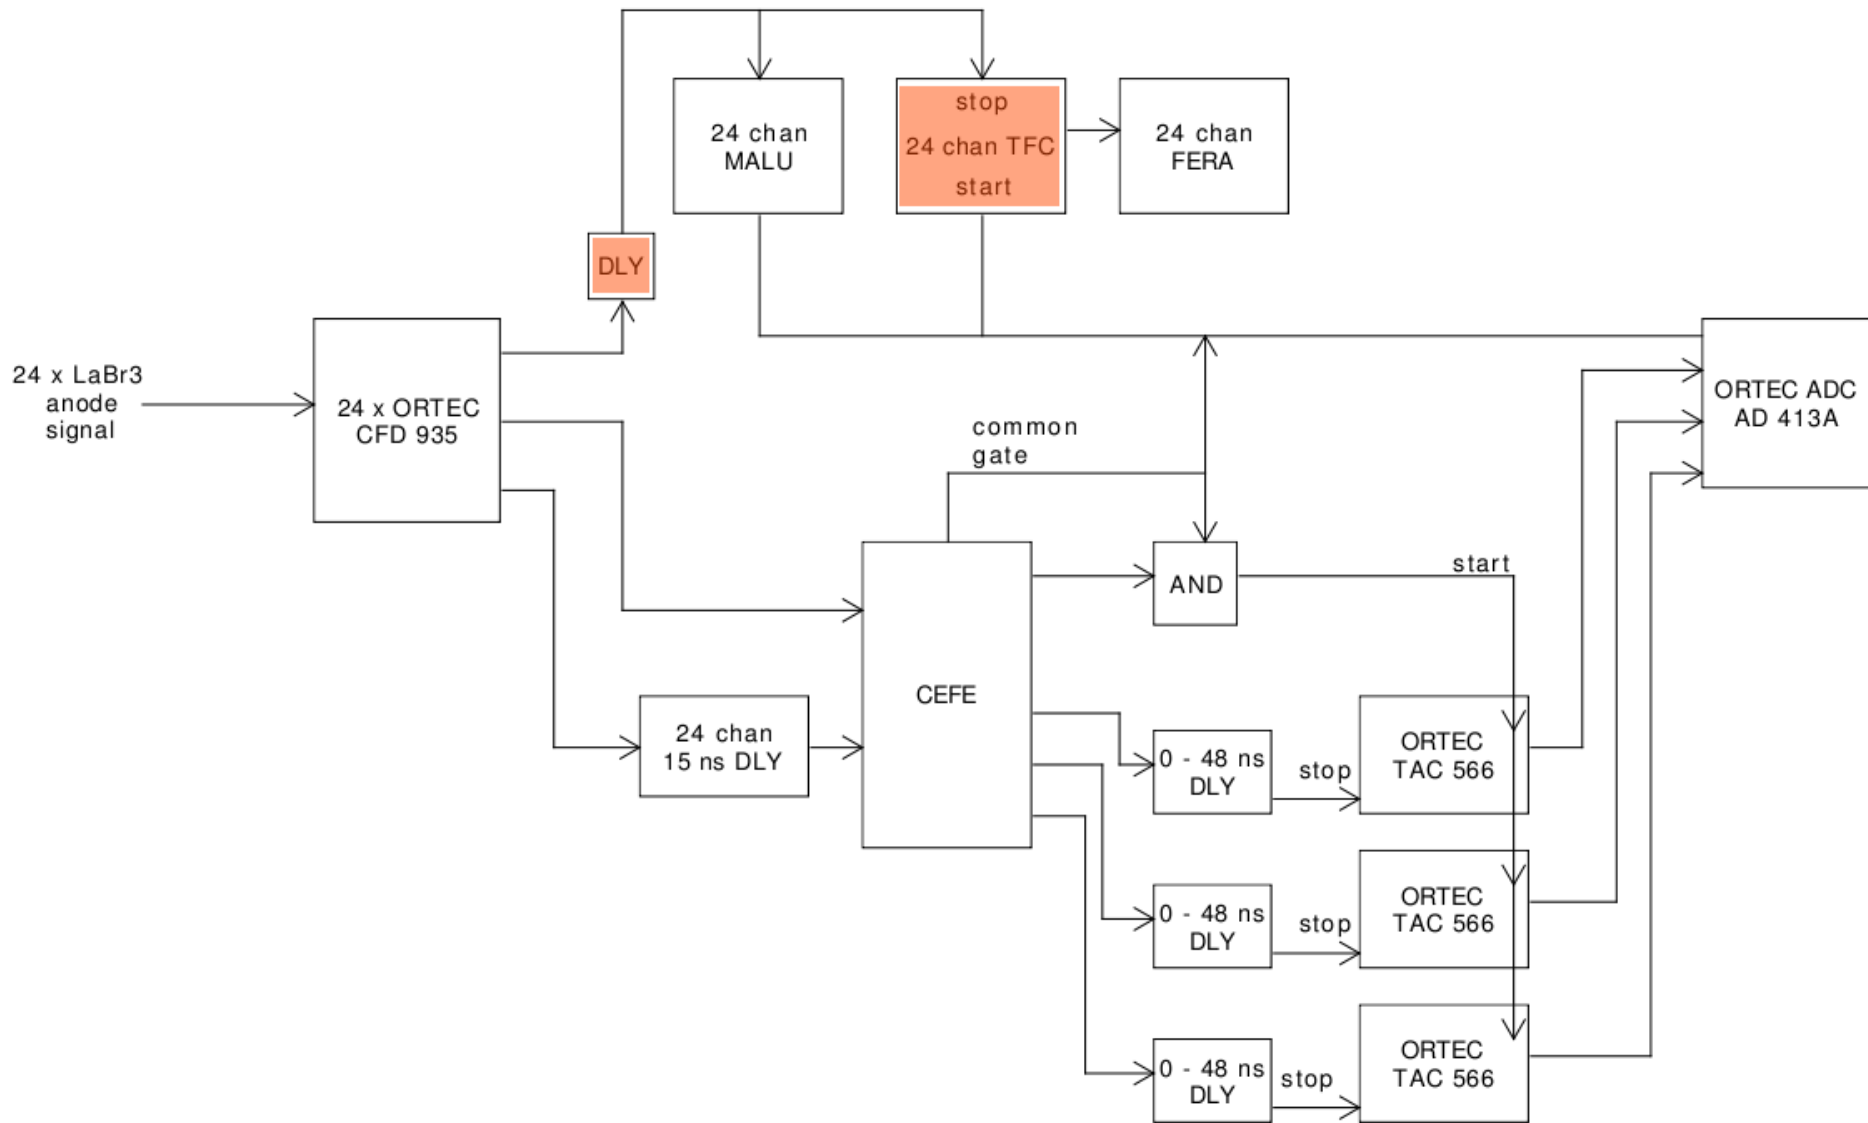 stop
24 chan
MALU
24 chan TFC
24 chan
FERA
start
DLY
24 x LaBr3
anode
signal
24 x ORTEC
CFD 935
ORTEC ADC
AD 413A
common
gate
AND
start
CEFE
24 chan
15 ns DLY
0 - 48 ns
DLY
stop
ORTEC
TAC 566
0 - 48 ns
DLY
stop
ORTEC
TAC 566
0 - 48 ns
DLY
stop
ORTEC
TAC 566